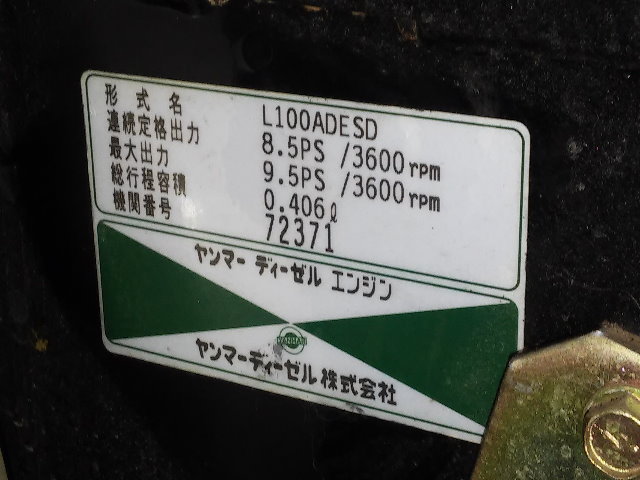 形式名 L100ADESD
連続定格出力 8.5PS /3600rpm
最大出力 9.5PS /3600rpm
総行程容積 0.406ℓ
機関番号 72371
ヤンマー ディーゼル エンジン
YANMAR
ヤンマーディーゼル株式会社